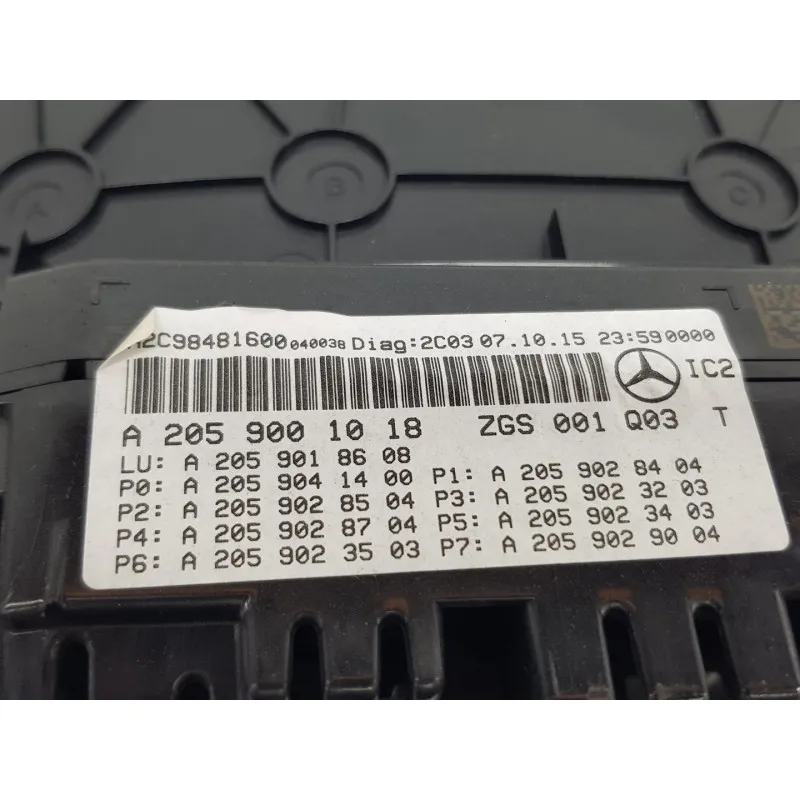 A
B
C
A2C98481600 040038 Diag:2C03 07.10.15 23:590000
IC2
A 205 900 10 18 ZGS 001 Q03 T
LU: A 205 901 86 08
P0: A 205 904 14 00 P1: A 205 902 84 04
P2: A 205 902 85 04 P3: A 205 902 32 03
P4: A 205 902 87 04 P5: A 205 902 34 03
P6: A 205 902 35 03 P7: A 205 902 90 04